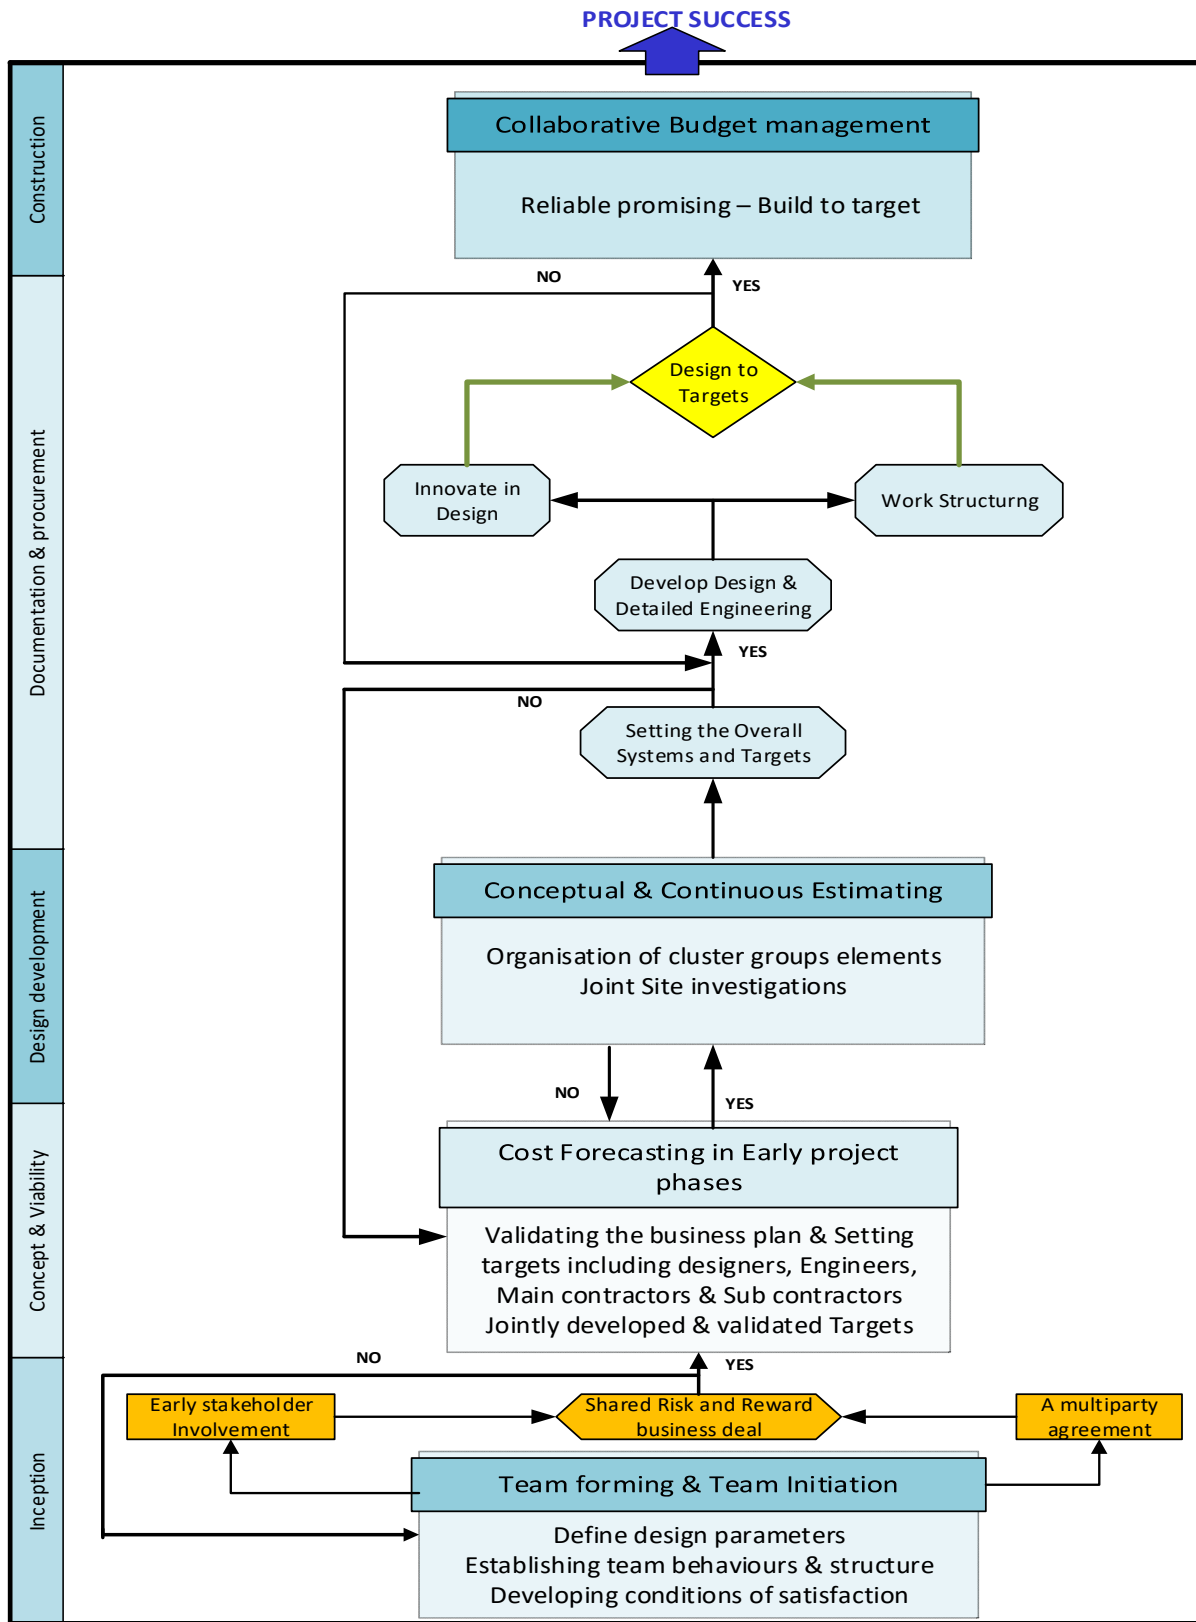 PROJECT SUCCESS
Construction
Collaborative Budget management
Reliable promising – Build to target
NO
YES
Documentation & procurement
Design to
Targets
Innovate in
Design
Work Structurng
Develop Design &
Detailed Engineering
YES
NO
Setting the Overall
Systems and Targets
Design development
Conceptual & Continuous Estimating
Organisation of cluster groups elements
Joint Site investigations
NO
YES
Concept & Viability
Cost Forecasting in Early project
phases
Validating the business plan & Setting
targets including designers, Engineers,
Main contractors & Sub contractors
Jointly developed & validated Targets
NO
YES
Inception
Early stakeholder
Involvement
Shared Risk and Reward
business deal
A multiparty
agreement
Team forming & Team Initiation
Define design parameters
Establishing team behaviours & structure
Developing conditions of satisfaction